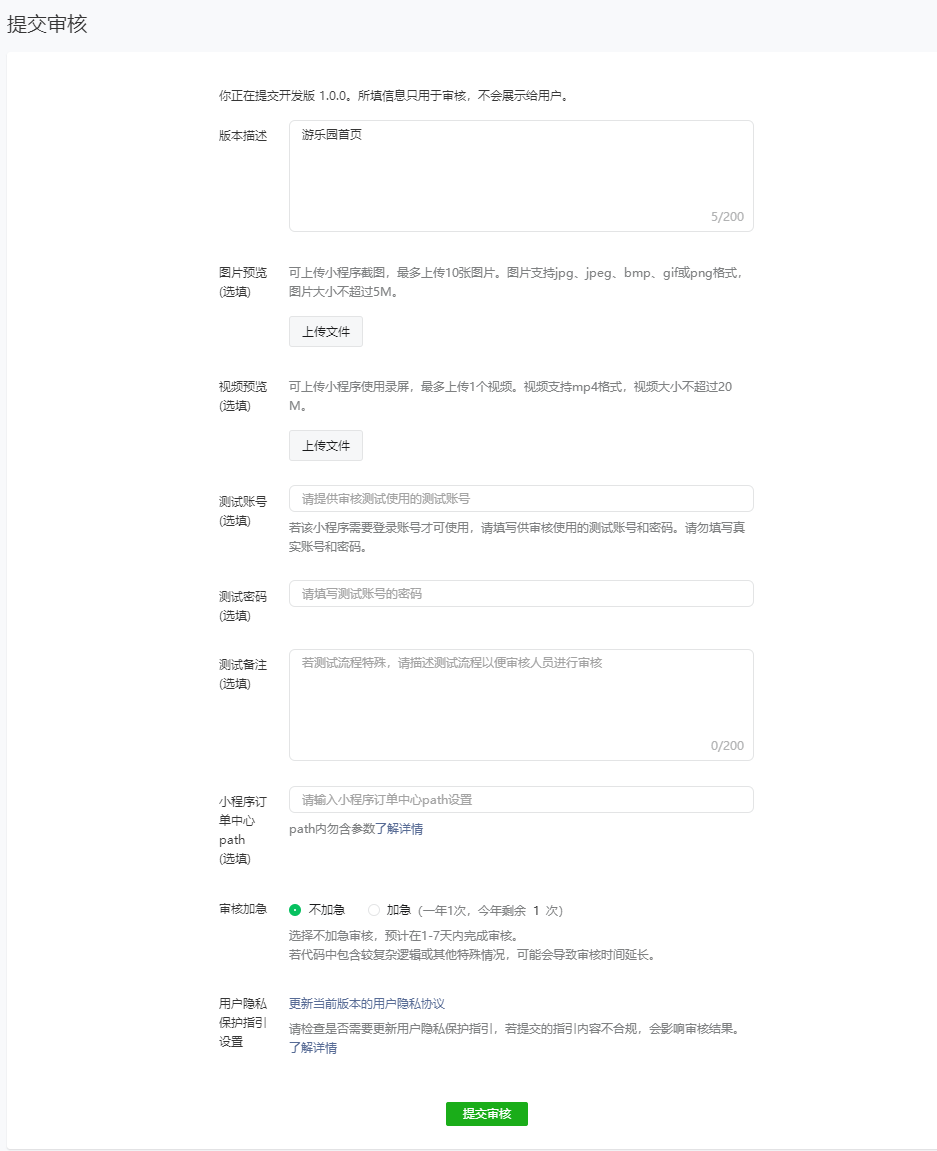 提交审核
你正在提交开发版 1.0.0。所填信息只用于审核，不会展示给用户。
版本描述
游乐园首页
5/200
图片预览
(选填)
可上传小程序截图，最多上传10张图片。图片支持jpg、jpeg、bmp、gif或png格式，
图片大小不超过5M。
上传文件
视频预览
(选填)
可上传小程序使用录屏，最多上传1个视频。视频支持mp4格式，视频大小不超过20
M。
上传文件
测试账号
(选填)
请提供审核测试使用的测试账号
若该小程序需要登录账号才可使用，请填写供审核使用的测试账号和密码。请勿填写真
实账号和密码。
测试密码
(选填)
请填写测试账号的密码
测试备注
(选填)
若测试流程特殊，请描述测试流程以便审核人员进行审核
0/200
小程序订
单中心
path
(选填)
请输入小程序订单中心path设置
path内勿含参数了解详情
审核加急
不加急 加急 (一年1次，今年剩余 1 次)
选择不加急审核，预计在1-7天内完成审核。
若代码中包含较复杂逻辑或其他特殊情况，可能会导致审核时间延长。
用户隐私
保护指引
设置
更新当前版本的用户隐私协议
请检查是否需要更新用户隐私保护指引，若提交的指引内容不合规，会影响审核结果。
了解详情
提交审核